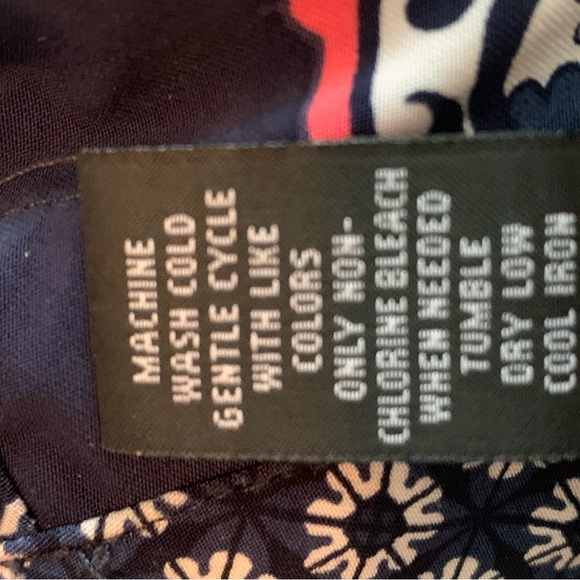 MACHINE
WASH COLD
GENTLE CYCLE
WITH LIKE
COLORS
ONLY NON-
CHLORINE BLEACH
WHEN NEEDED
TUMBLE
DRY LOW
COOL IRON